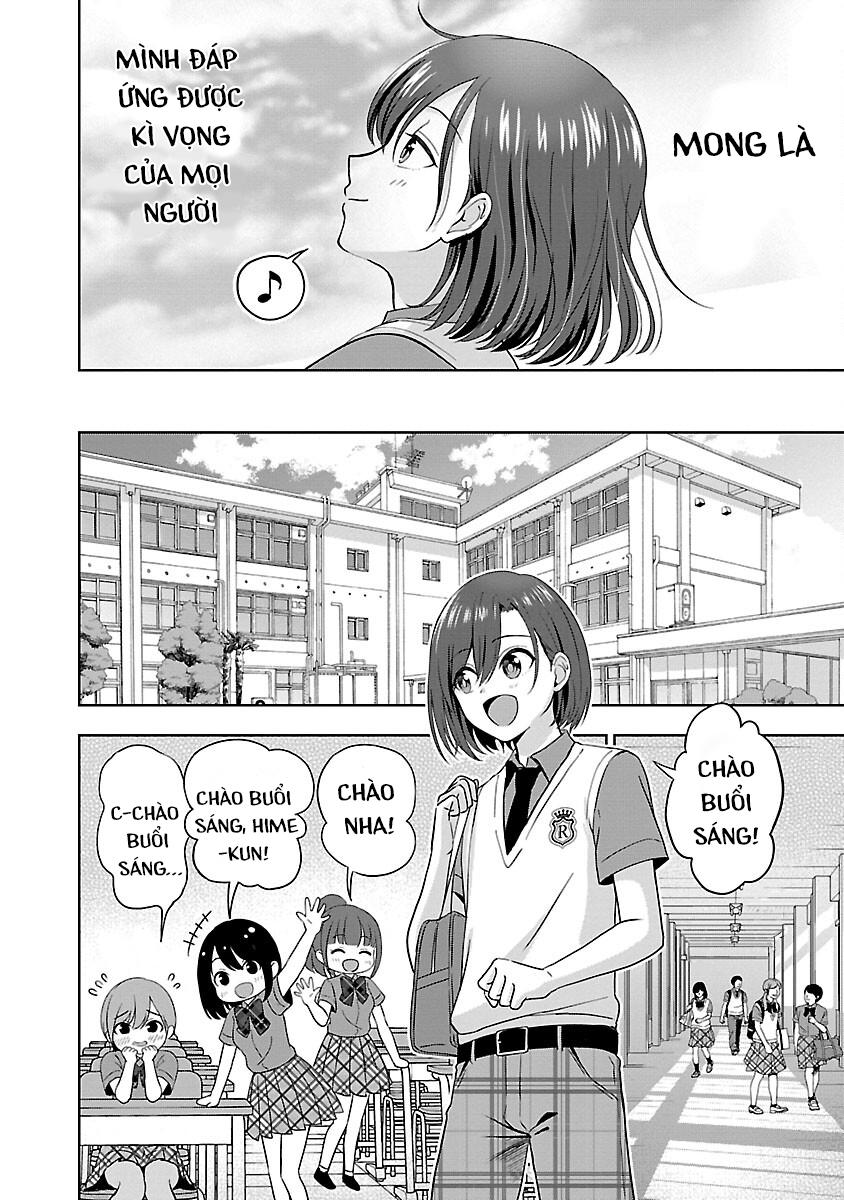 MONG LÀ
MÌNH ĐÁP
ỨNG ĐƯỢC
KÌ VỌNG
CỦA MỌI
NGƯỜI
CHÀO
BUỔI
SÁNG!
R
CHÀO
NHA!
CHÀO BUỔI
SÁNG, HIME
-KUN!
C-CHÀO
BUỔI
SÁNG...